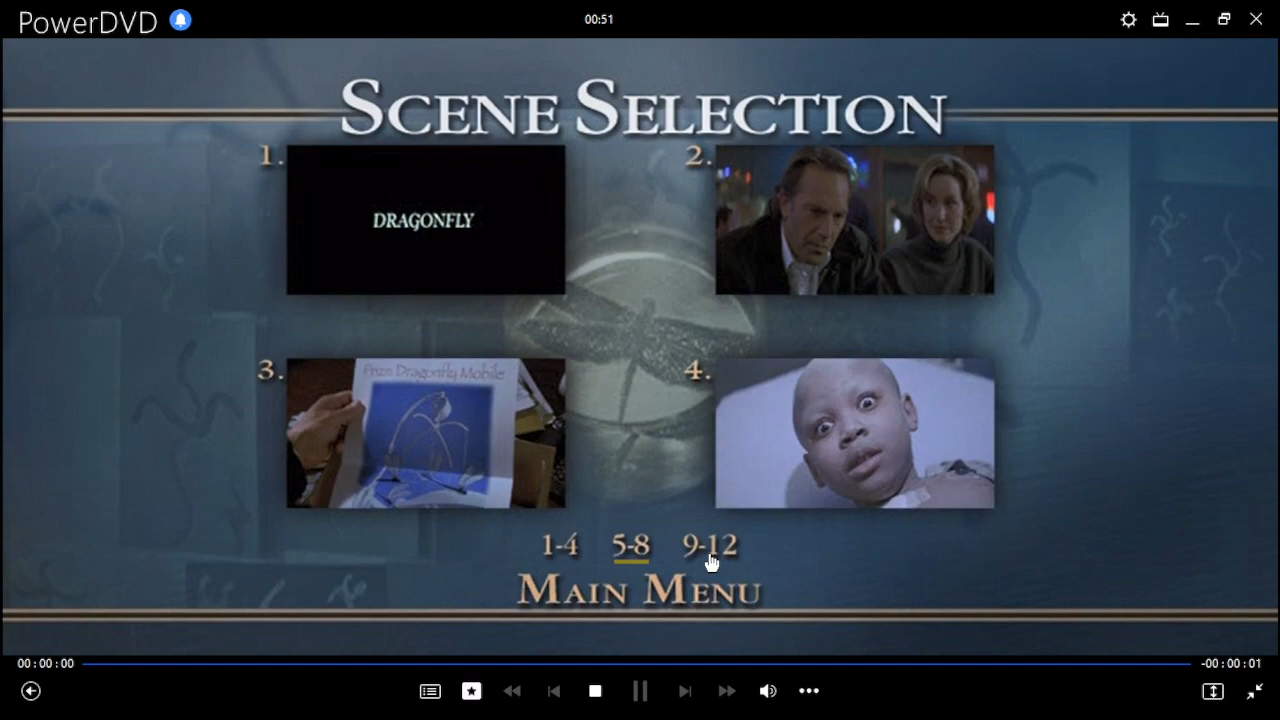 PowerDVD
00:51
SCENE SELECTION
1.
2.
DRAGONFLY
3.
4.
Prizn Dragonfly Mobile
1-4 5-8 9-12
MAIN MENU
00:00:00
-00:00:01